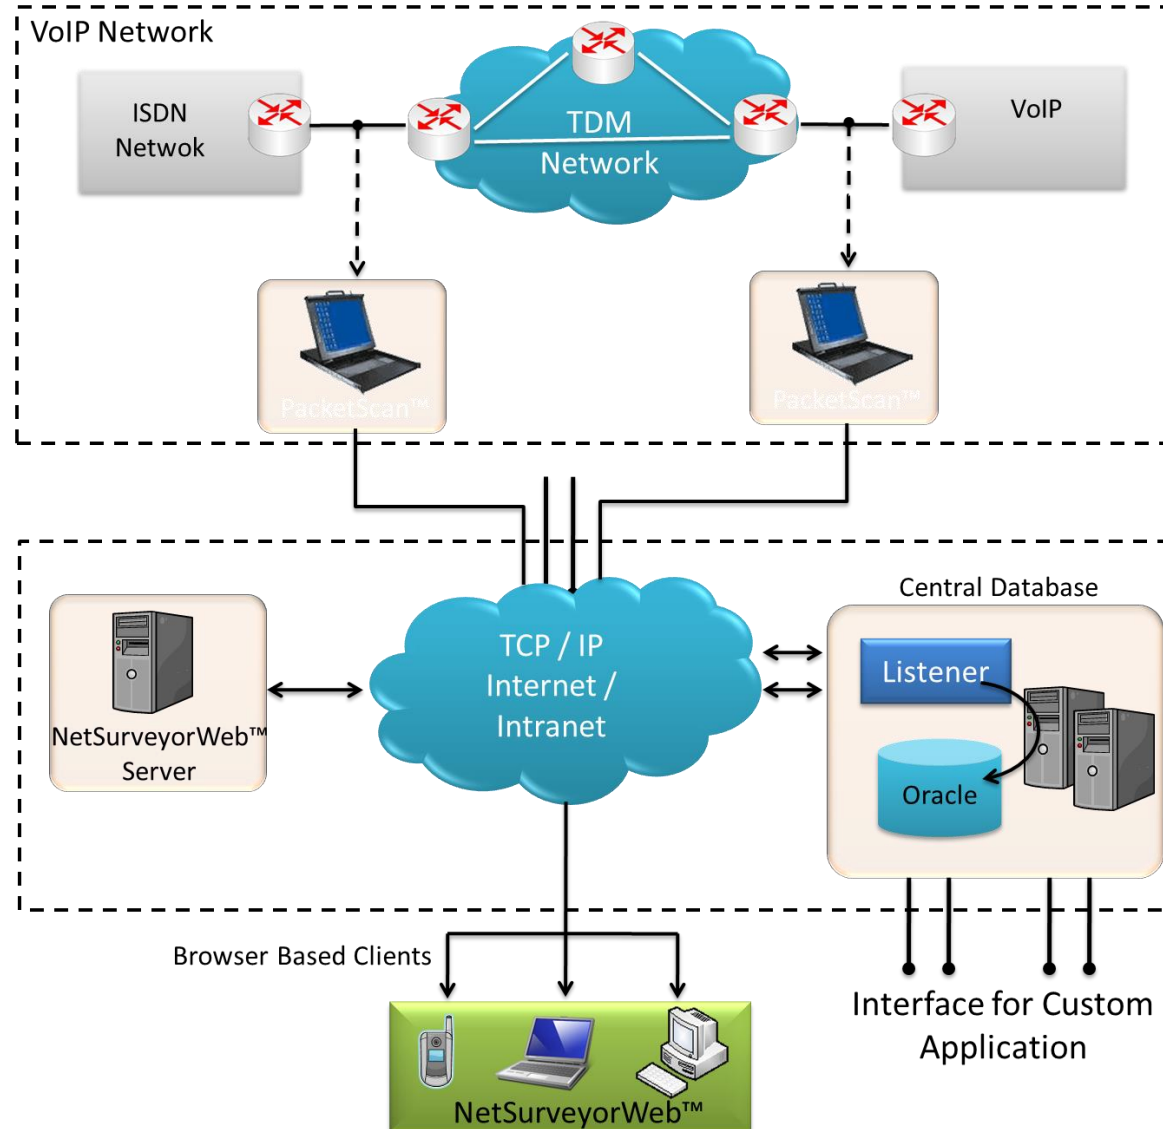 VoIP Network
ISDN
Netwok
TDM
Network
VoIP
PacketScan™
PacketScan™
Central Database
TCP / IP
Internet /
Intranet
Listener
NetSurveyorWeb™
Server
Oracle
Browser Based Clients
Interface for Custom
Application
NetSurveyorWeb™